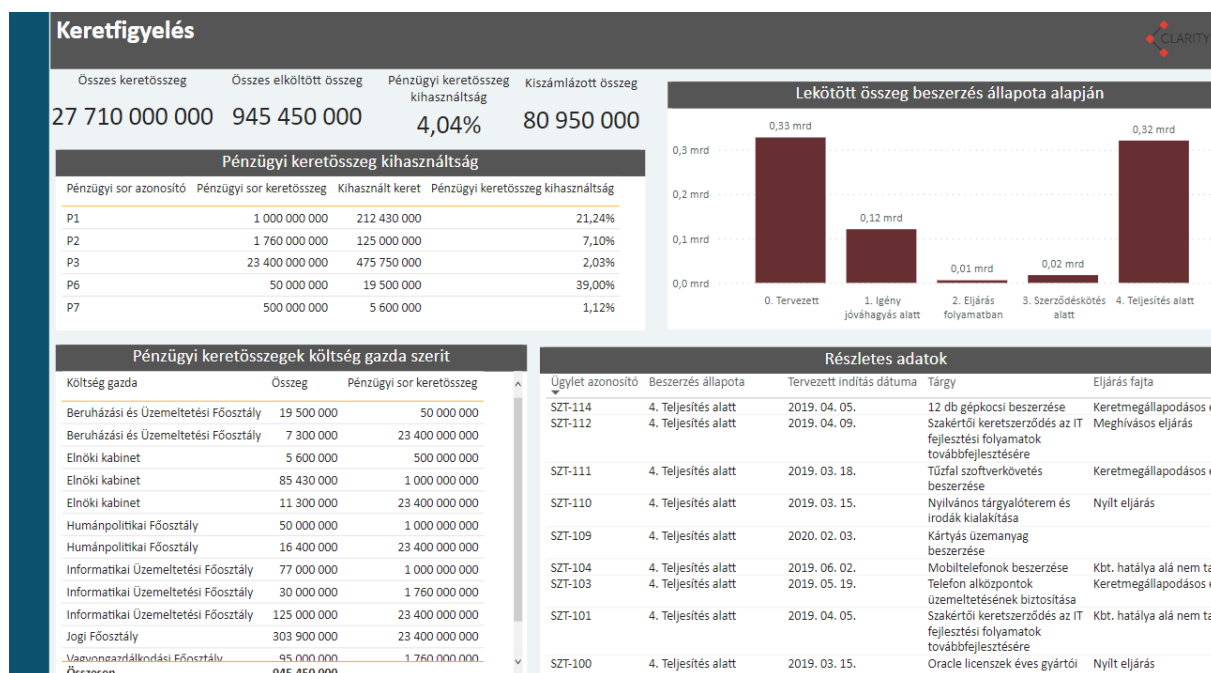 Keretfigyelés
CLARITY
Összes keretösszeg
27 710 000 000
Összes elköltött összeg
945 450 000
Pénzügyi keretösszeg
kihasználtság
4,04%
Kiszámlázott összeg
80 950 000
Pénzügyi keretösszeg kihasználtság
Pénzügyi sor azonosító Pénzügyi sor keretösszeg Kihasznált keret Pénzügyi keretösszeg kihasználtság
P1 1 000 000 000 212 430 000 21,24%
P2 1 760 000 000 125 000 000 7,10%
P3 23 400 000 000 475 750 000 2,03%
P6 50 000 000 19 500 000 39,00%
P7 500 000 000 5 600 000 1,12%
Lekötött összeg beszerzés állapota alapján
0,3 mrd
0,2 mrd
0,1 mrd
0,0 mrd
0,33 mrd
0,12 mrd
0,01 mrd
0,02 mrd
0,32 mrd
0. Tervezett
1. Igény
jóváhagyás alatt
2. Eljárás
folyamatban
3. Szerződéskötés
alatt
4. Teljesítés alatt
Pénzügyi keretösszegek költség gazda szerit
Költség gazda Összeg Pénzügyi sor keretösszeg
Beruházási és Üzemeltetési Főosztály 19 500 000 50 000 000
Beruházási és Üzemeltetési Főosztály 7 300 000 23 400 000 000
Elnöki kabinet 5 600 000 500 000 000
Elnöki kabinet 85 430 000 1 000 000 000
Elnöki kabinet 11 300 000 23 400 000 000
Humánpolitikai Főosztály 50 000 000 1 000 000 000
Humánpolitikai Főosztály 16 400 000 23 400 000 000
Informatikai Üzemeltetési Főosztály 77 000 000 1 000 000 000
Informatikai Üzemeltetési Főosztály 30 000 000 1 760 000 000
Informatikai Üzemeltetési Főosztály 125 000 000 23 400 000 000
Jogi Főosztály 303 900 000 23 400 000 000
Vagyongazdálkodási Főosztály 95 000 000 1 760 000 000
Összesen 945 450 000
Részletes adatok
Ügylet azonosító Beszerzés állapota Tervezett indítás dátuma Tárgy Eljárás fajta
SZT-114 4. Teljesítés alatt 2019. 04. 05. 12 db gépkocsi beszerzése Keretmegállapodásos
SZT-112 4. Teljesítés alatt 2019. 04. 09. Szakértői keretszerződés az IT Meghívásos eljárás
fejlesztési folyamatok
továbbfejlesztésére
SZT-111 4. Teljesítés alatt 2019. 03. 18. Tűzfal szoftverkövetés Keretmegállapodásos
beszerzése
SZT-110 4. Teljesítés alatt 2019. 03. 15. Nyilvános tárgyalóterem és Nyílt eljárás
irodák kialakítása
SZT-109 4. Teljesítés alatt 2020. 02. 03. Kártyás üzemanyag
beszerzése
SZT-104 4. Teljesítés alatt 2019. 06. 02. Mobiltelefonok beszerzése Kbt. hatálya alá nem
SZT-103 4. Teljesítés alatt 2019. 05. 19. Telefon alközpontok Keretmegállapodásos
üzemeltetésének biztosítása
SZT-101 4. Teljesítés alatt 2019. 04. 05. Szakértői keretszerződés az IT Kbt. hatálya alá nem
fejlesztési folyamatok
továbbfejlesztésére
SZT-100 4. Teljesítés alatt 2019. 03. 15. Oracle licenszek éves gyártói Nyílt eljárás